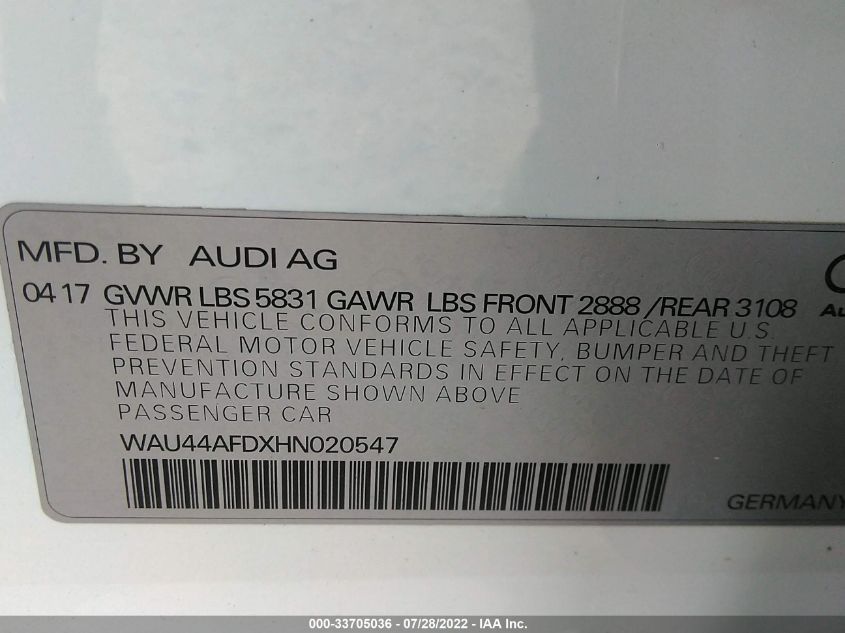 MFD. BY AUDI AG
04 17 GVWR LBS 5831 GAWR LBS FRONT 2888 /REAR 3108
THIS VEHICLE CONFORMS TO ALL APPLICABLE U.S.
FEDERAL MOTOR VEHICLE SAFETY, BUMPER AND THEFT
PREVENTION STANDARDS IN EFFECT ON THE DATE OF
MANUFACTURE SHOWN ABOVE
PASSENGER CAR
WAU44AFDXHN020547
GERMANY
000-33705036 - 07/28/2022 - IAA Inc.